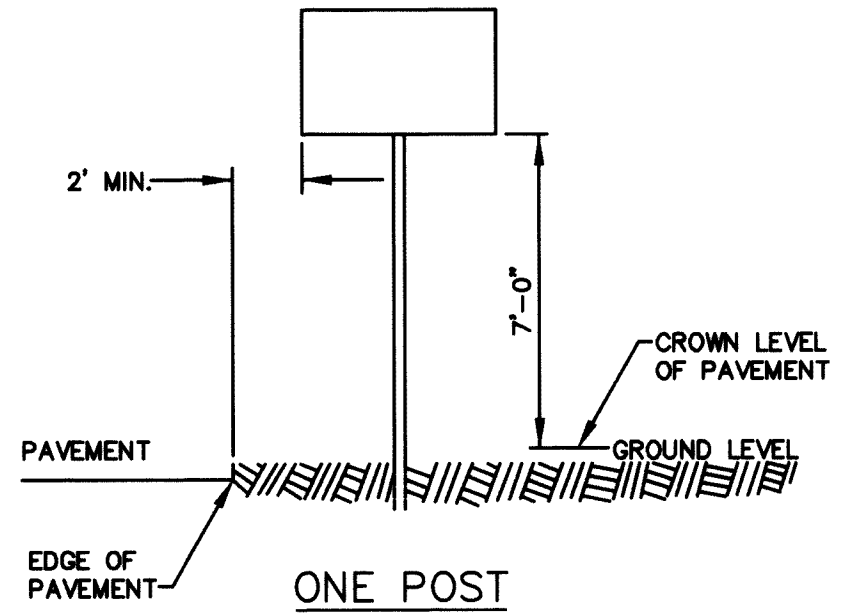 2' MIN.
7'-0"
CROWN LEVEL
OF PAVEMENT
PAVEMENT
GROUND LEVEL
EDGE OF
PAVEMENT
ONE POST